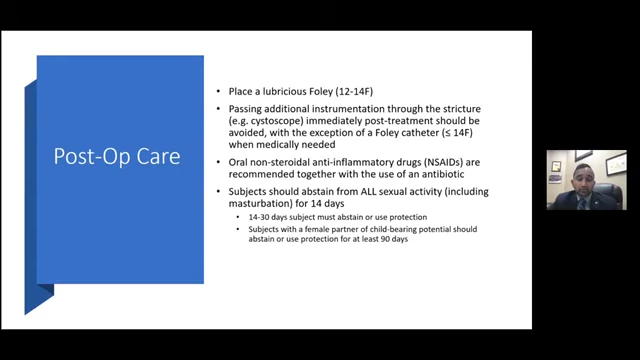 Post-Op Care
• Place a lubricious Foley (12-14F)
• Passing additional instrumentation through the stricture
(e.g. cystoscope) immediately post-treatment should be
avoided, with the exception of a Foley catheter (≤ 14F)
when medically needed
• Oral non-steroidal anti-inflammatory drugs (NSAIDs) are
recommended together with the use of an antibiotic
• Subjects should abstain from ALL sexual activity (including
masturbation) for 14 days
• 14-30 days subject must abstain or use protection
• Subjects with a female partner of child-bearing potential should
abstain or use protection for at least 90 days